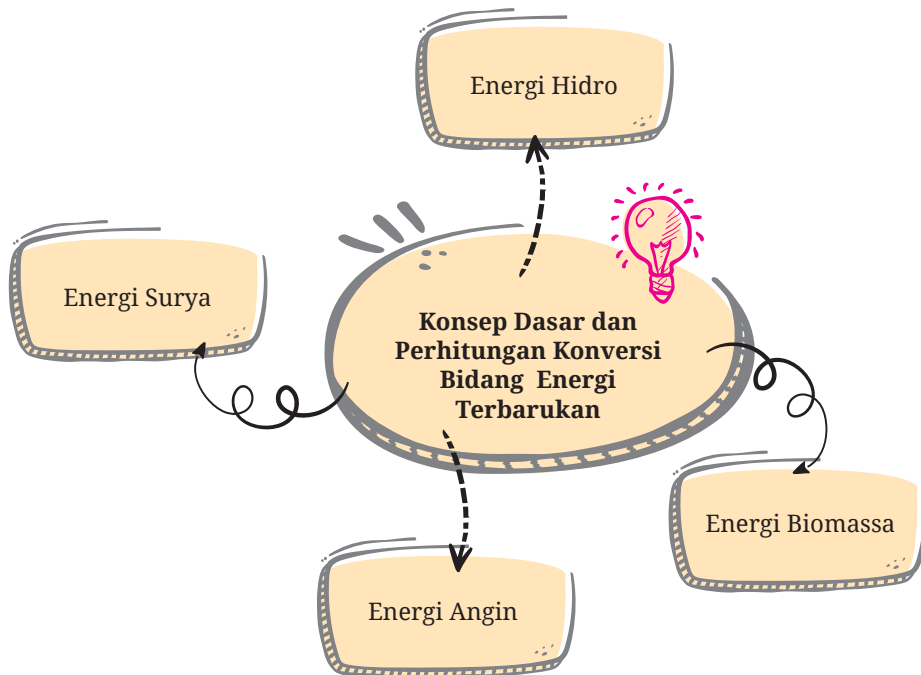 Energi Hidro
Energi Surya
Konsep Dasar dan
Perhitungan Konversi
Bidang Energi
Terbarukan
Energi Biomassa
Energi Angin